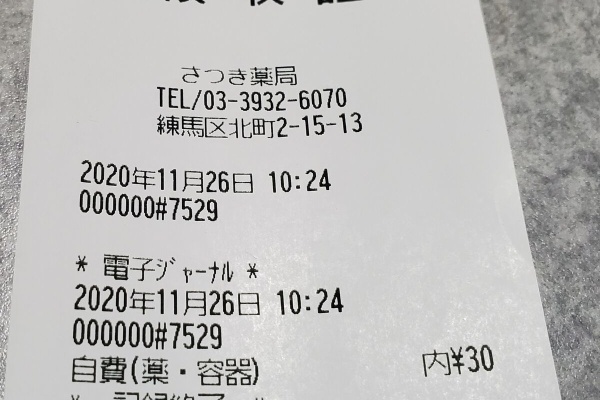 さつき薬局
TEL/03-3932-6070
練馬区北町2-15-13
2020年11月26日 10:24
000000#7529
* 電子ｼﾞｬｰﾅﾙ *
2020年11月26日 10:24
000000#7529
自費(薬・容器) 内¥30